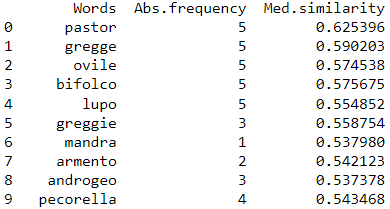 Words Abs.frequency Med.similarity
0 pastor 5 0.625396
1 gregge 5 0.590203
2 ovile 5 0.574538
3 bifolco 5 0.575675
4 lupo 5 0.554852
5 greggie 3 0.558754
6 mandra 1 0.537980
7 armento 2 0.542123
8 androgeo 3 0.537378
9 pecorella 4 0.543468